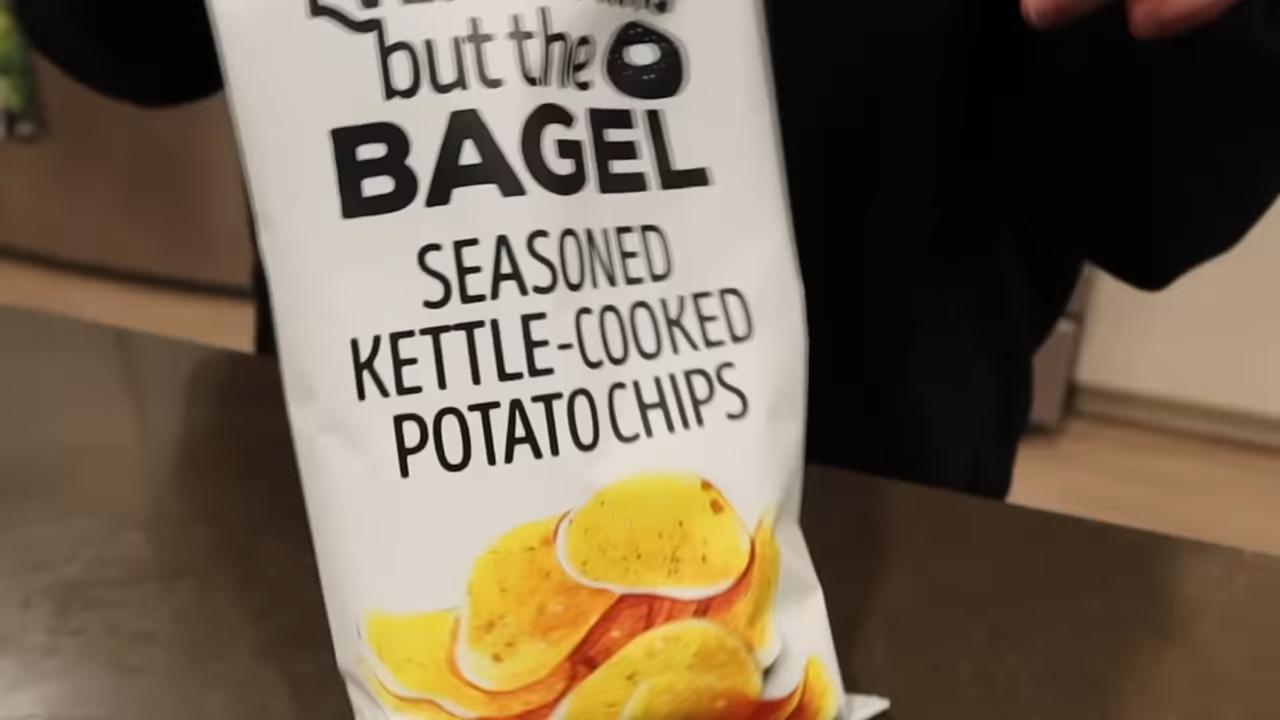 but the
BAGEL
SEASONED
KETTLE-COOKED
POTATO CHIPS